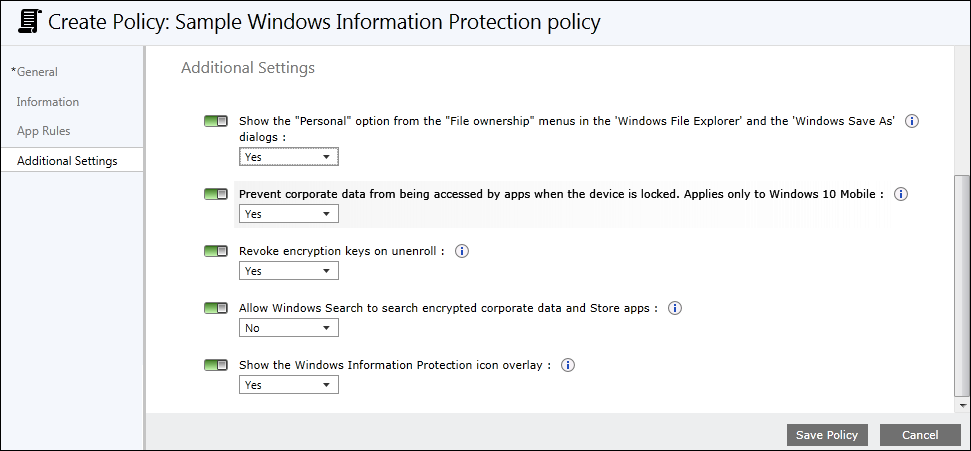 Create Policy: Sample Windows Information Protection policy
*General
Information
App Rules
Additional Settings
Additional Settings
Show the "Personal" option from the "File ownership" menus in the 'Windows File Explorer' and the 'Windows Save As'
dialogs :
Yes
Prevent corporate data from being accessed by apps when the device is locked. Applies only to Windows 10 Mobile :
Yes
Revoke encryption keys on unenroll :
Yes
Allow Windows Search to search encrypted corporate data and Store apps :
No
Show the Windows Information Protection icon overlay :
Yes
Save Policy
Cancel